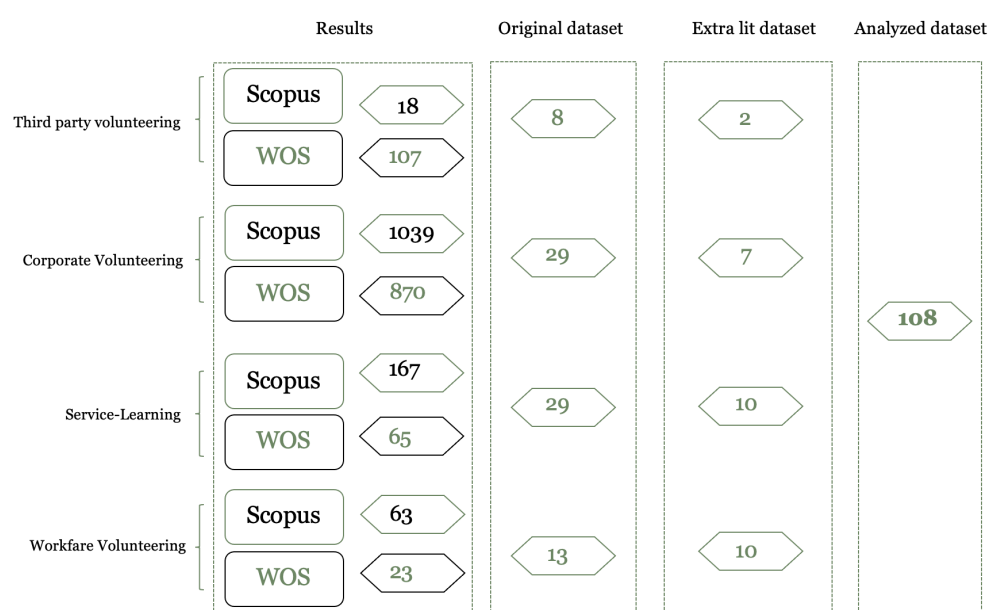 Results Original dataset Extra lit dataset Analyzed dataset
Scopus 18
Third party volunteering 8 2
WOS 107
Scopus 1039
Corporate Volunteering 29 7
WOS 870
108
Scopus 167
Service-Learning 29 10
WOS 65
Scopus 63
Workfare Volunteering 13 10
WOS 23